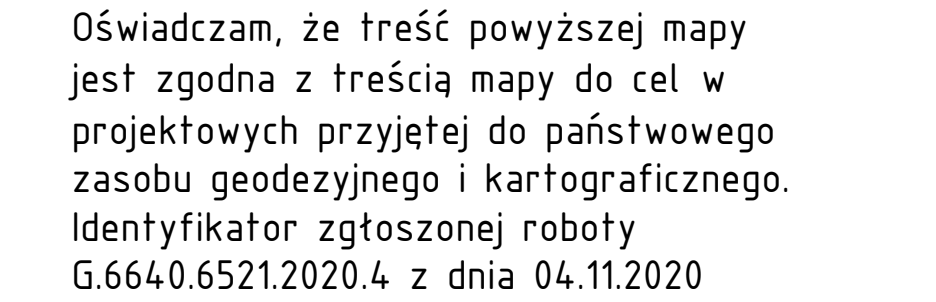 Oświadczam, że treść powyższej mapy
jest zgodna z treścią mapy do cel w
projektowych przyjętej do państwowego
zasobu geodezyjnego i kartograficznego.
Identyfikator zgłoszonej roboty
G.6640.6521.2020.4 z dnia 04.11.2020